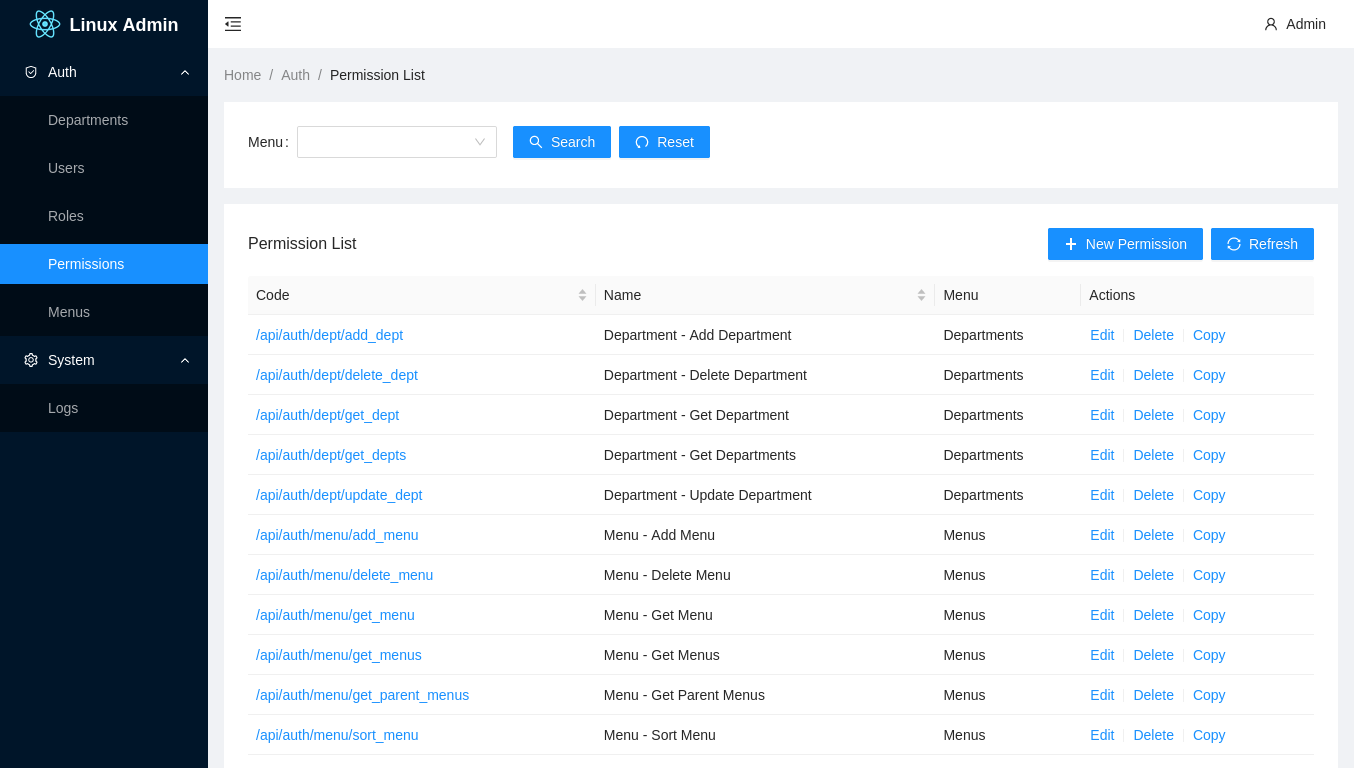 Linux Admin
Admin
Auth
Departments
Users
Roles
Permissions
Menus
System
Logs
Home / Auth / Permission List
Menu :
Search
Reset
Permission List
New Permission
Refresh
Code Name Menu Actions
/api/auth/dept/add_dept Department - Add Department Departments Edit Delete Copy
/api/auth/dept/delete_dept Department - Delete Department Departments Edit Delete Copy
/api/auth/dept/get_dept Department - Get Department Departments Edit Delete Copy
/api/auth/dept/get_depts Department - Get Departments Departments Edit Delete Copy
/api/auth/dept/update_dept Department - Update Department Departments Edit Delete Copy
/api/auth/menu/add_menu Menu - Add Menu Menus Edit Delete Copy
/api/auth/menu/delete_menu Menu - Delete Menu Menus Edit Delete Copy
/api/auth/menu/get_menu Menu - Get Menu Menus Edit Delete Copy
/api/auth/menu/get_menus Menu - Get Menus Menus Edit Delete Copy
/api/auth/menu/get_parent_menus Menu - Get Parent Menus Menus Edit Delete Copy
/api/auth/menu/sort_menu Menu - Sort Menu Menus Edit Delete Copy